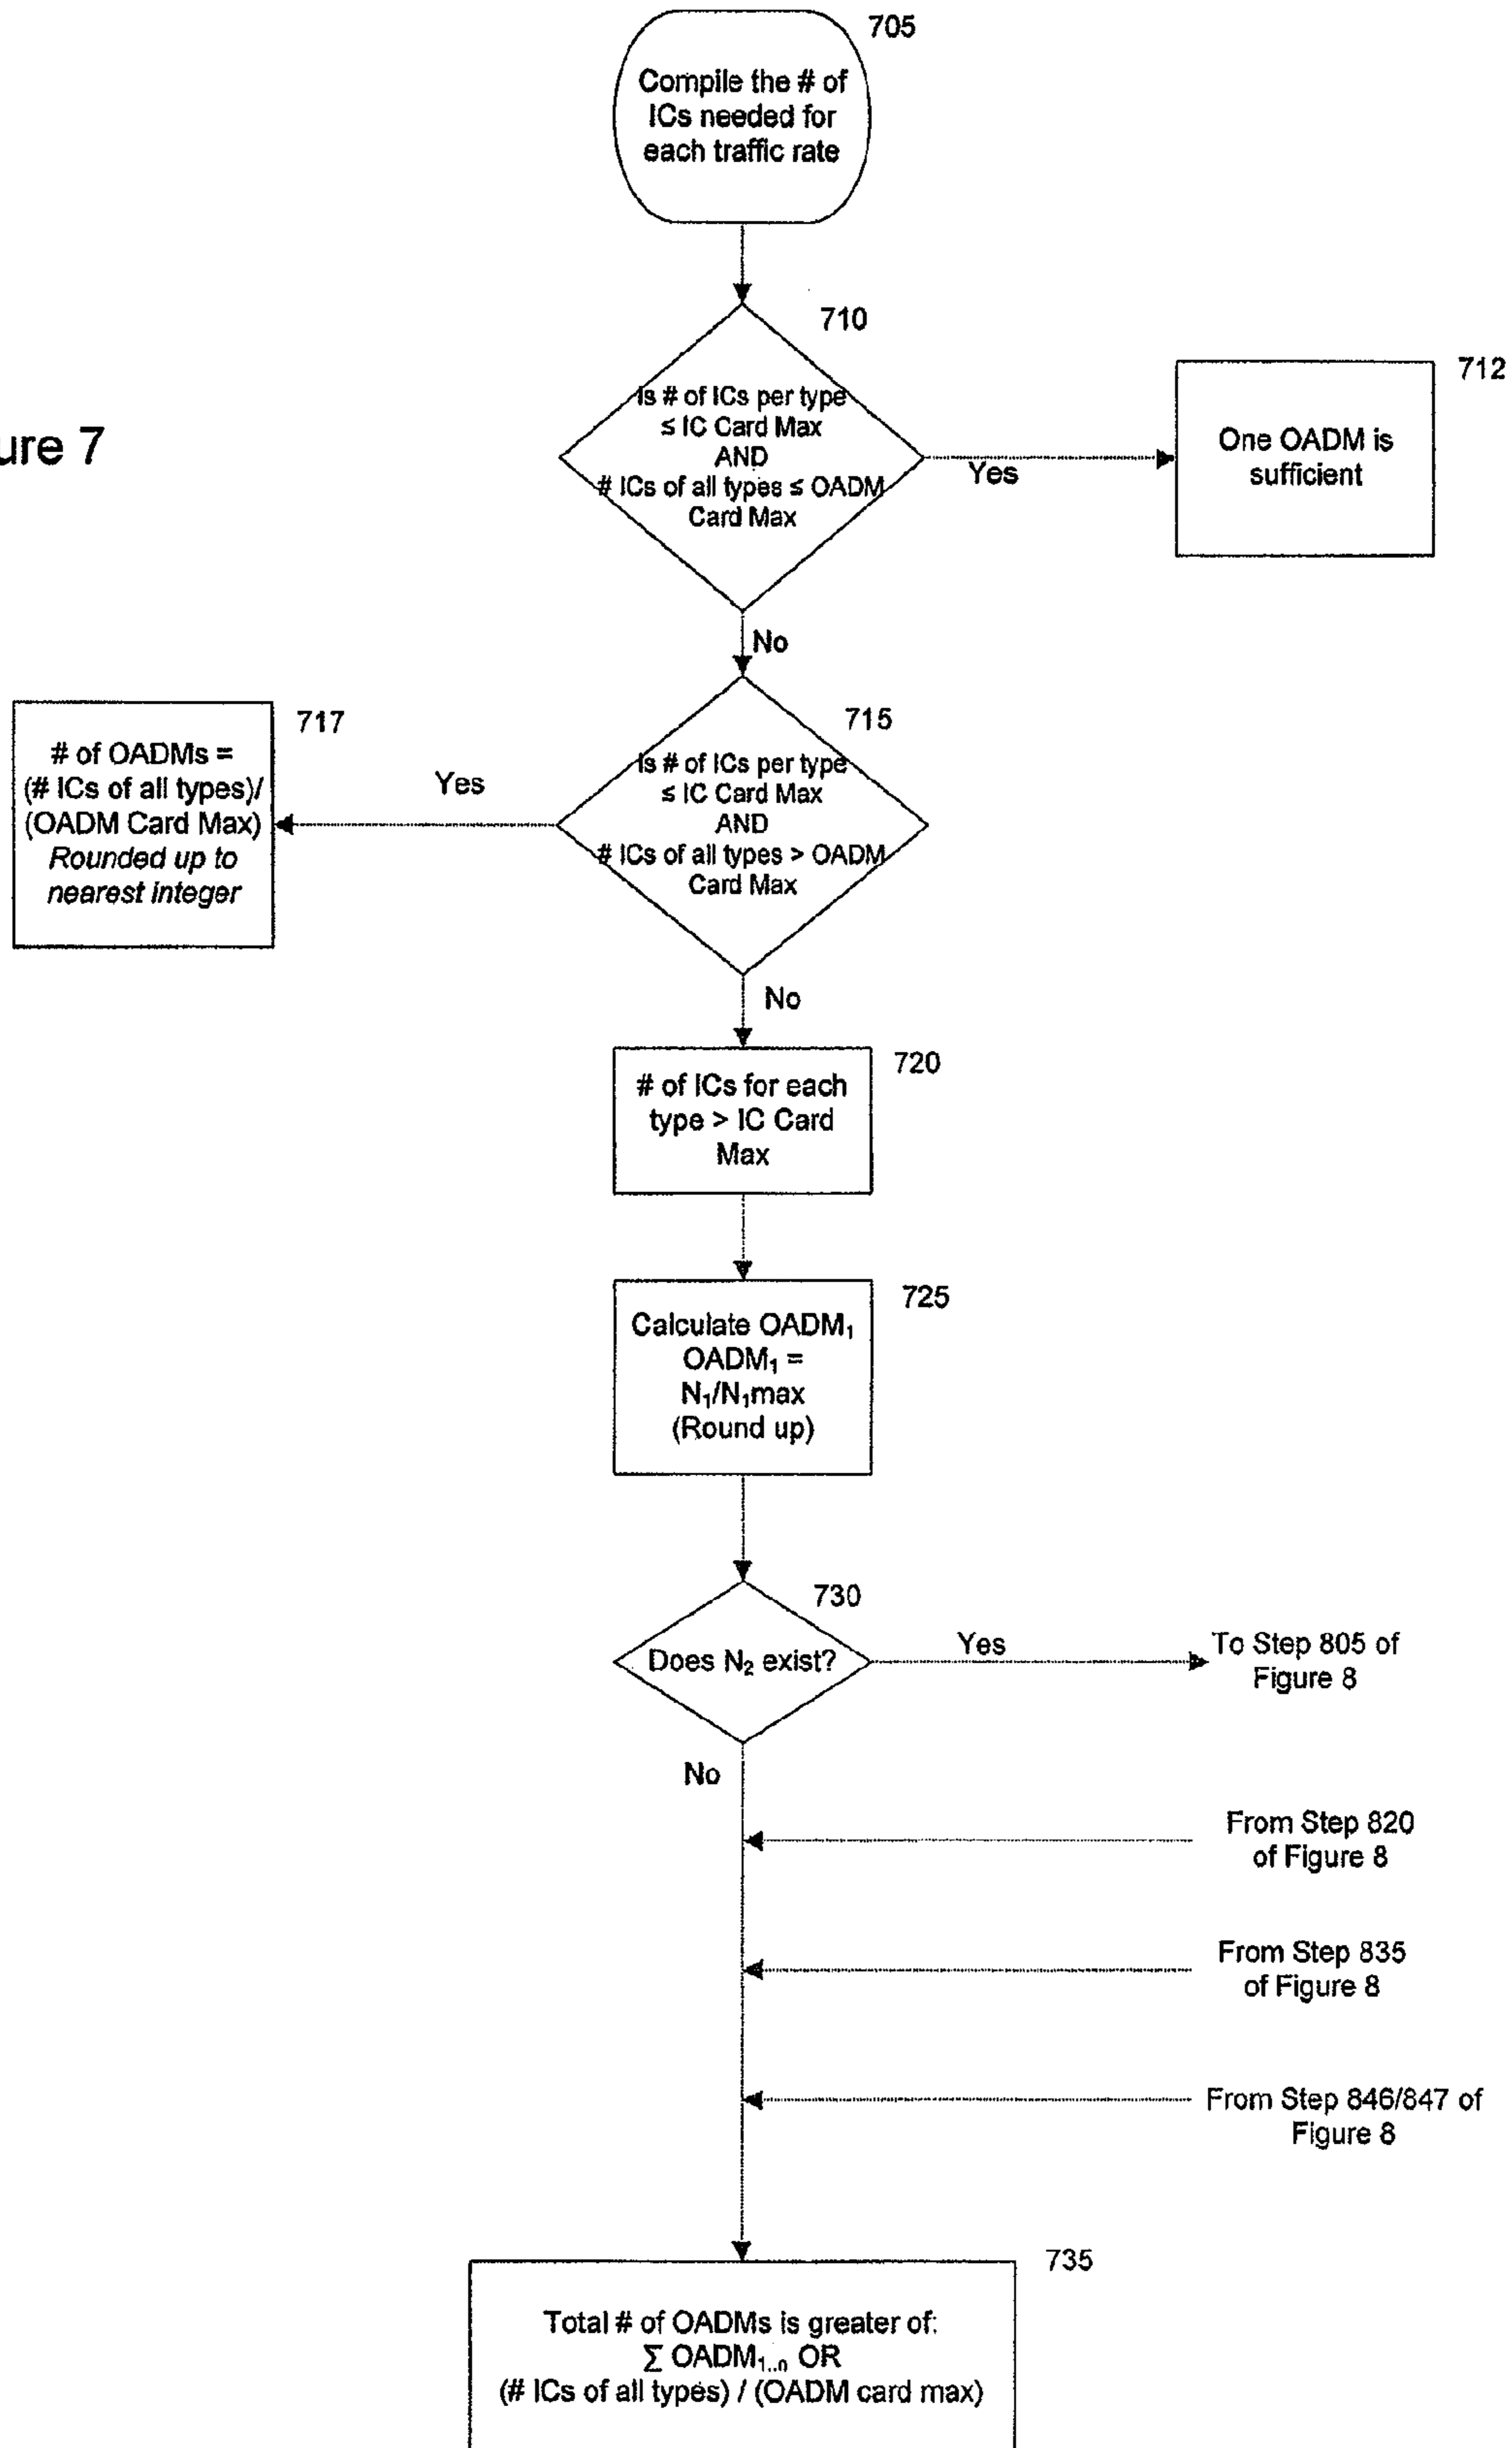 705
Compile the # of
ICs needed for
each traffic rate
710
Is # of ICs per type
≤ IC Card Max
AND
# ICs of all types ≤ OADM
Card Max
Yes
712
One OADM is
sufficient
ure 7
No
717
# of OADMs =
(# ICs of all types)/
(OADM Card Max)
Rounded up to
nearest integer
Yes
715
Is # of ICs per type
≤ IC Card Max
AND
# ICs of all types > OADM
Card Max
No
720
# of ICs for each
type > IC Card
Max
725
Calculate OADM₁
OADM₁ =
N₁/N₁max
(Round up)
730
Does N₂ exist?
Yes
To Step 805 of
Figure 8
No
From Step 820
of Figure 8
From Step 835
of Figure 8
From Step 846/847 of
Figure 8
735
Total # of OADMs is greater of:
∑ OADM₁..ₙ OR
(# ICs of all types) / (OADM card max)